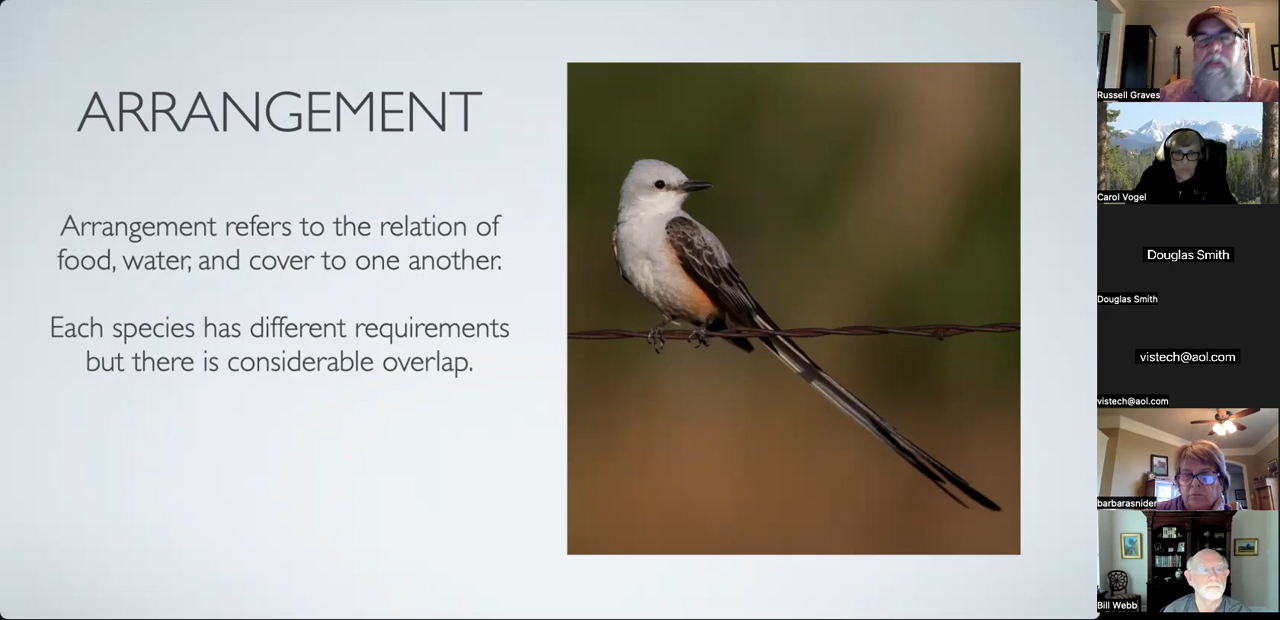 ARRANGEMENT
Arrangement refers to the relation of
food, water, and cover to one another.
Each species has different requirements
but there is considerable overlap.
Russell Graves
Carol Vogel
Douglas Smith
Douglas Smith
vistech@aol.com
vistech@aol.com
barbarasnider
Bill Webb